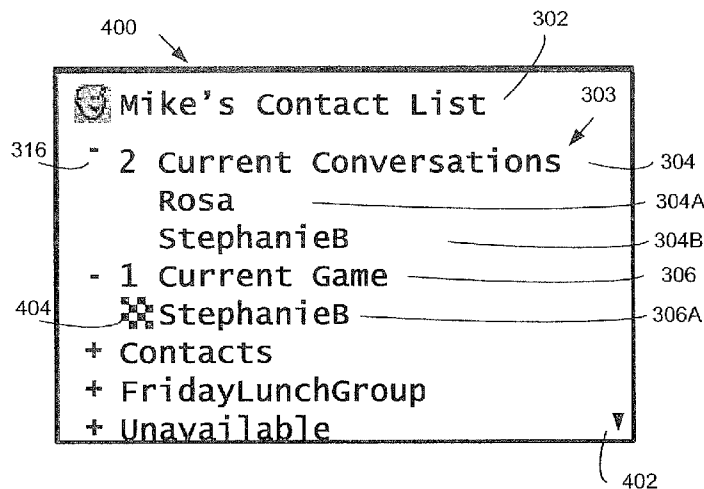 400
302
Mike's Contact List
303
316
- 2 Current Conversations
304
Rosa
304A
StephanieB
304B
- 1 Current Game
306
404
StephanieB
306A
+ Contacts
+ FridayLunchGroup
+ Unavailable
402